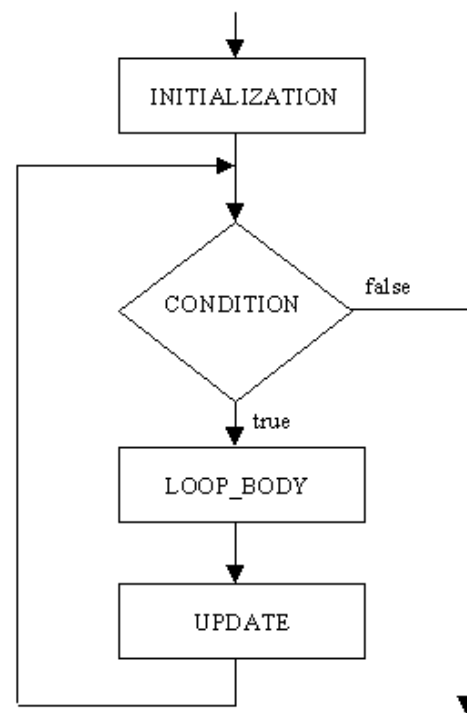 INITIALIZATION
CONDITION
false
true
LOOP_BODY
UPDATE